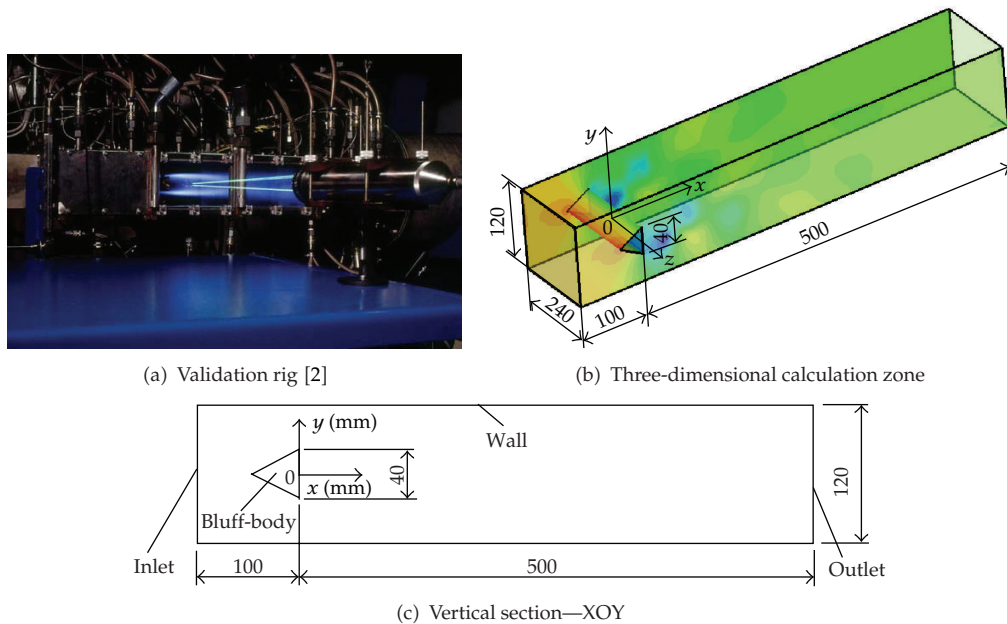 y
x
0
z
40
120
240
100
500
(a) Validation rig [2]
(b) Three-dimensional calculation zone
y (mm)
Wall
0
x (mm)
40
120
Bluff-body
Inlet
100
500
Outlet
(c) Vertical section—XOY